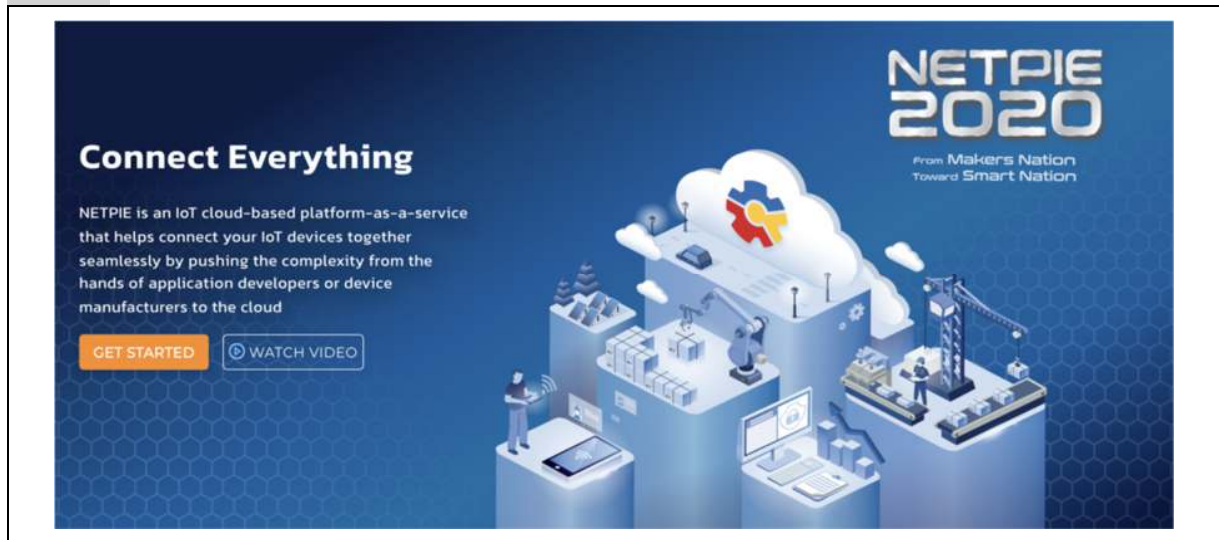 NETPIE
2020
From Makers Nation
Toward Smart Nation
Connect Everything
NETPIE is an IoT cloud-based platform-as-a-service
that helps connect your IoT devices together
seamlessly by pushing the complexity from the
hands of application developers or device
manufacturers to the cloud
GET STARTED
WATCH VIDEO